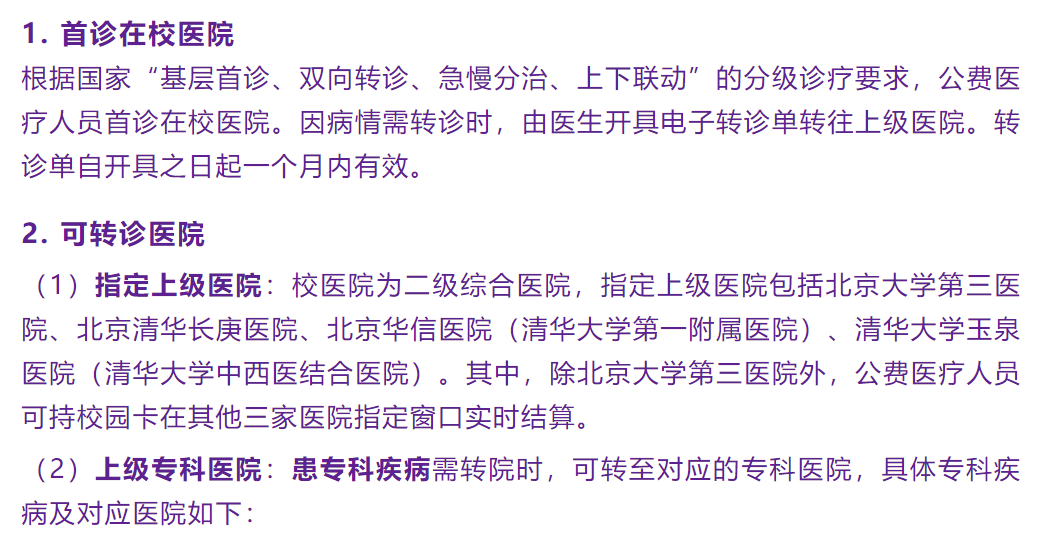 1. 首诊在校医院
根据国家“基层首诊、双向转诊、急慢分治、上下联动”的分级诊疗要求，公费医
疗人员首诊在校医院。因病情需转诊时，由医生开具电子转诊单转往上级医院。转
诊单自开具之日起一个月内有效。
2. 可转诊医院
（1）指定上级医院：校医院为二级综合医院，指定上级医院包括北京大学第三医
院、北京清华长庚医院、北京华信医院（清华大学第一附属医院）、清华大学玉泉
医院（清华大学中西医结合医院）。其中，除北京大学第三医院外，公费医疗人员
可持校园卡在其他三家医院指定窗口实时结算。
（2）上级专科医院：患专科疾病需转院时，可转至对应的专科医院，具体专科疾
病及对应医院如下：